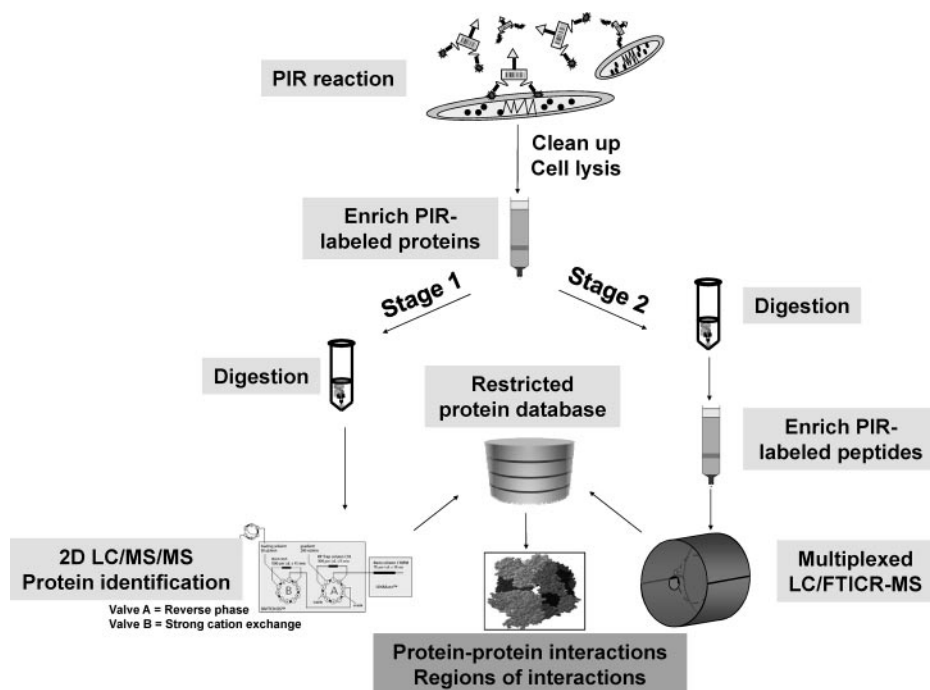 PIR reaction
Clean up
Cell lysis
Enrich PIR-
labeled proteins
Stage 1
Stage 2
Digestion
Digestion
Restricted
protein database
Enrich PIR-
labeled peptides
2D LC/MS/MS
Protein identification
B
A
Valve A = Reverse phase
Valve B = Strong cation exchange
Multiplexed
LC/FTICR-MS
Protein-protein interactions
Regions of interactions